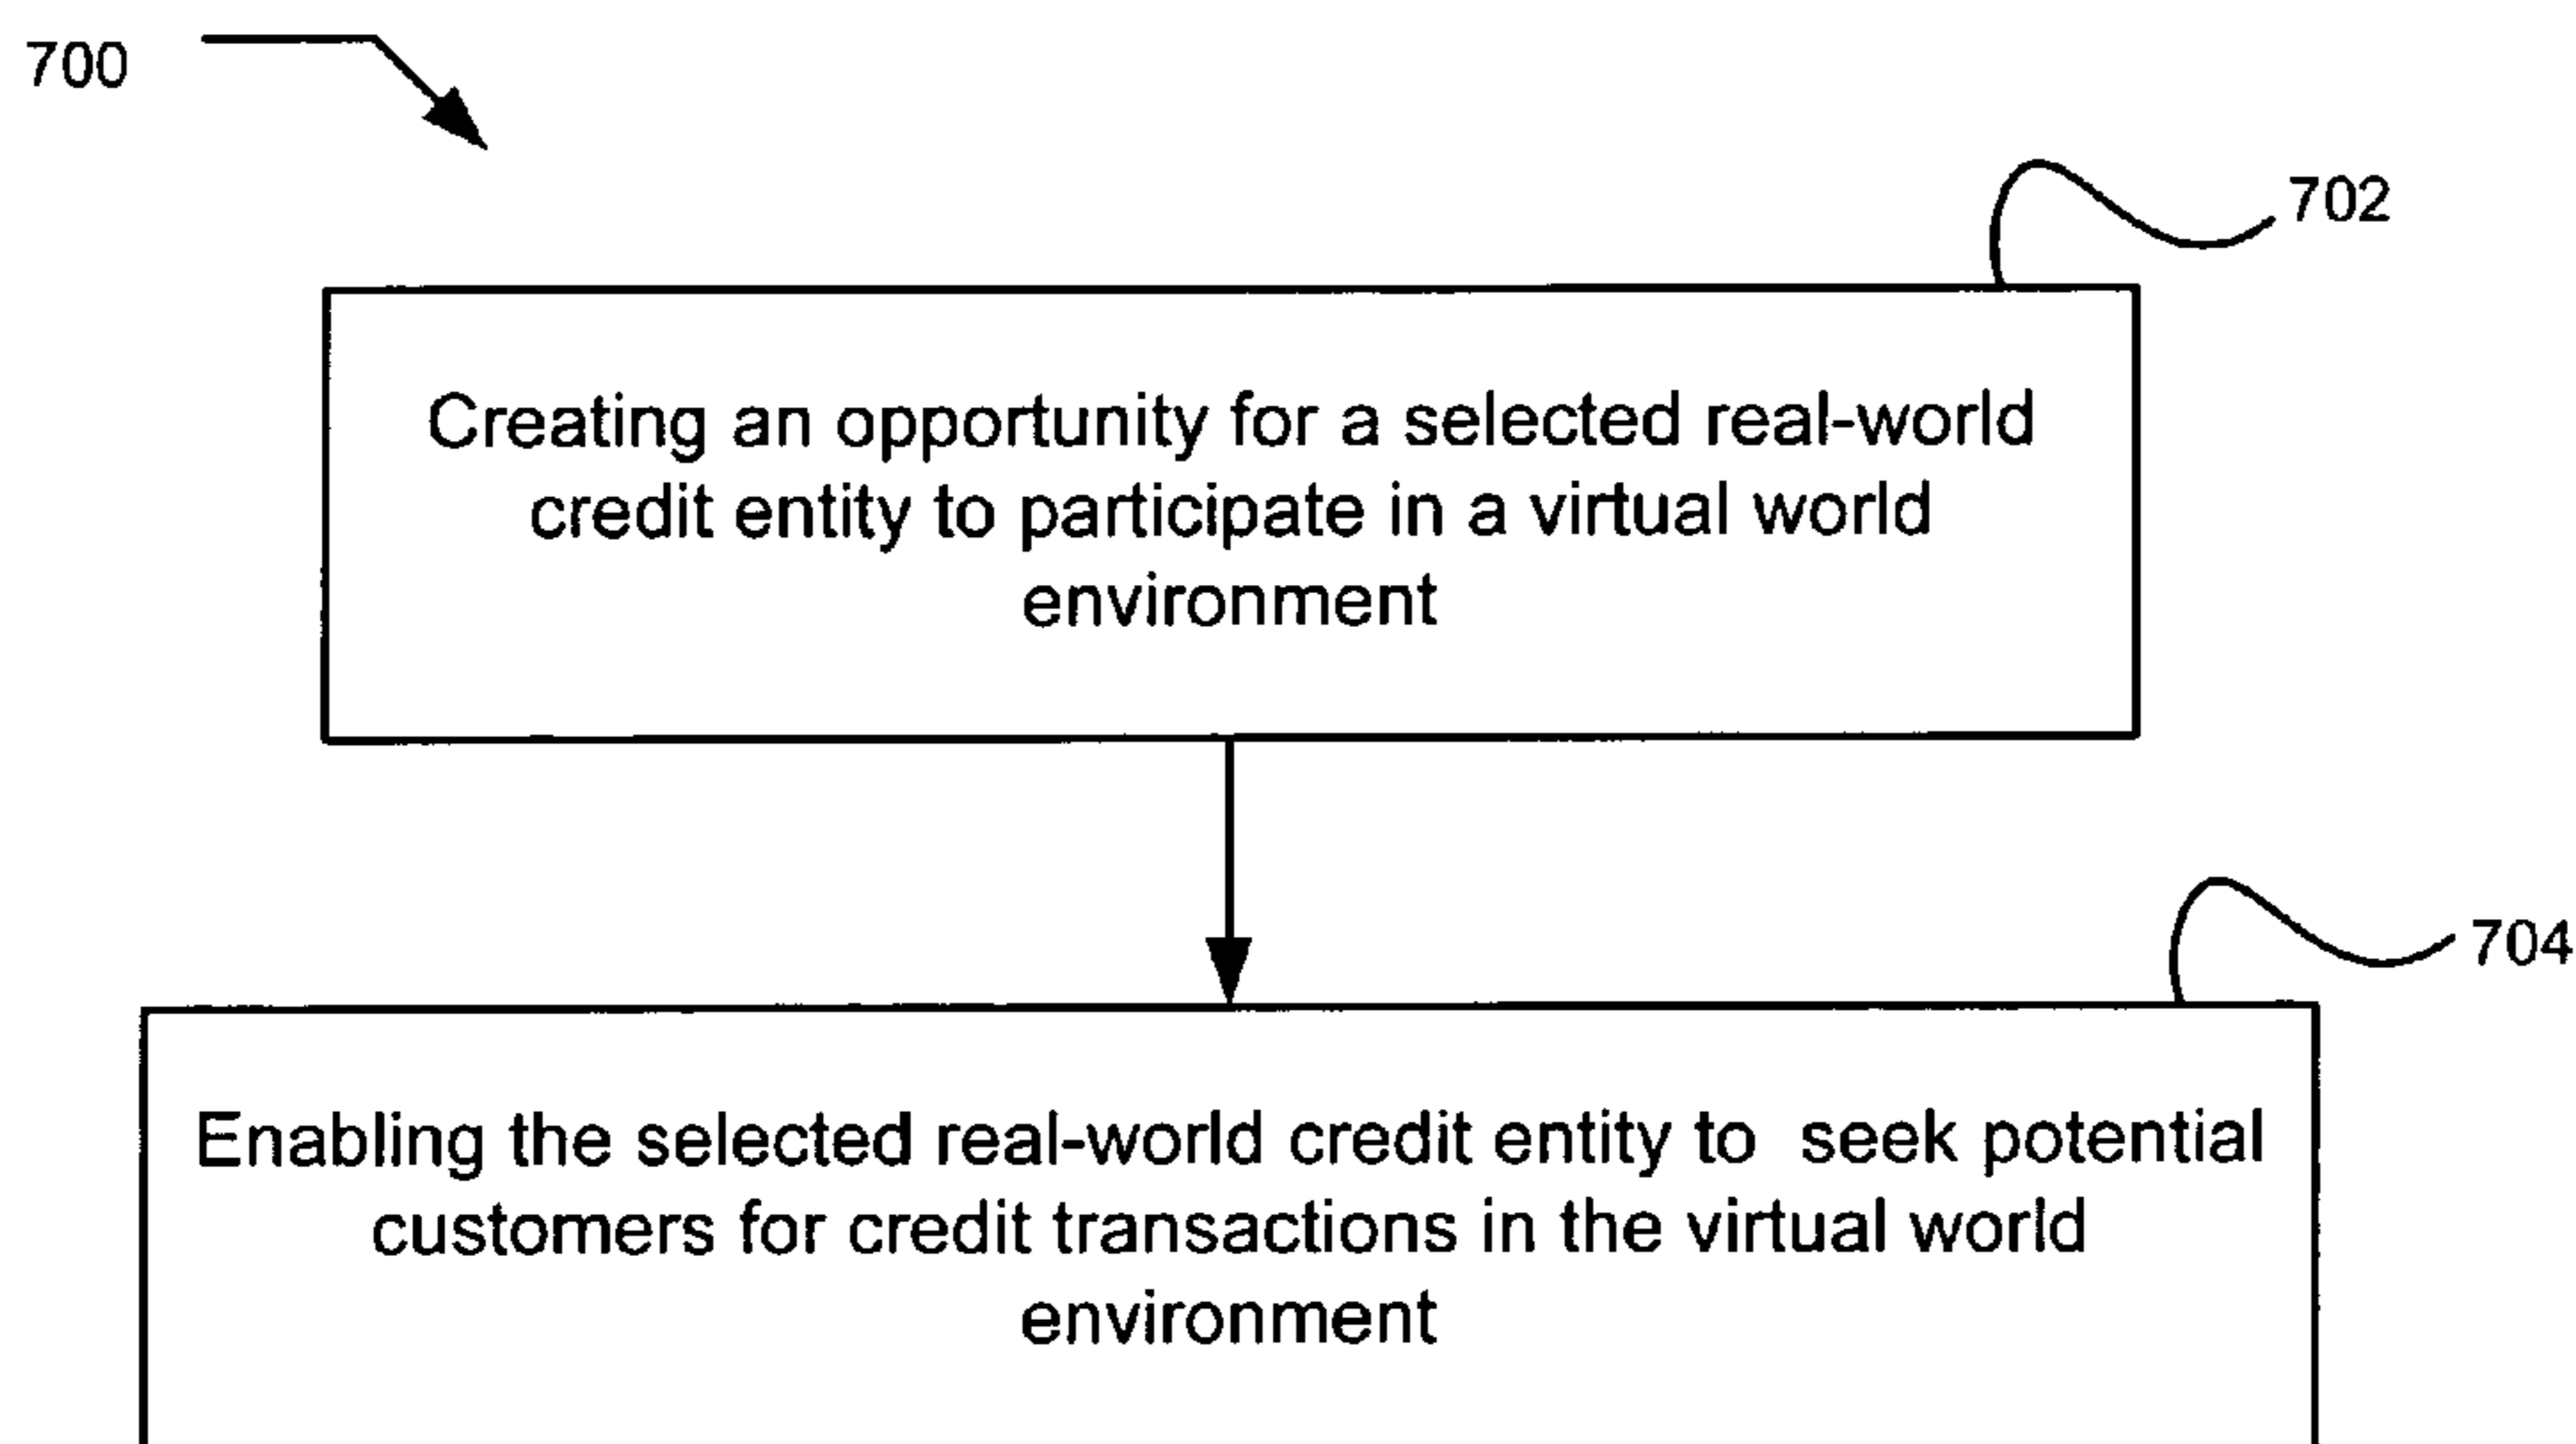 700
702
Creating an opportunity for a selected real-world
credit entity to participate in a virtual world
environment
704
Enabling the selected real-world credit entity to seek potential
customers for credit transactions in the virtual world
environment